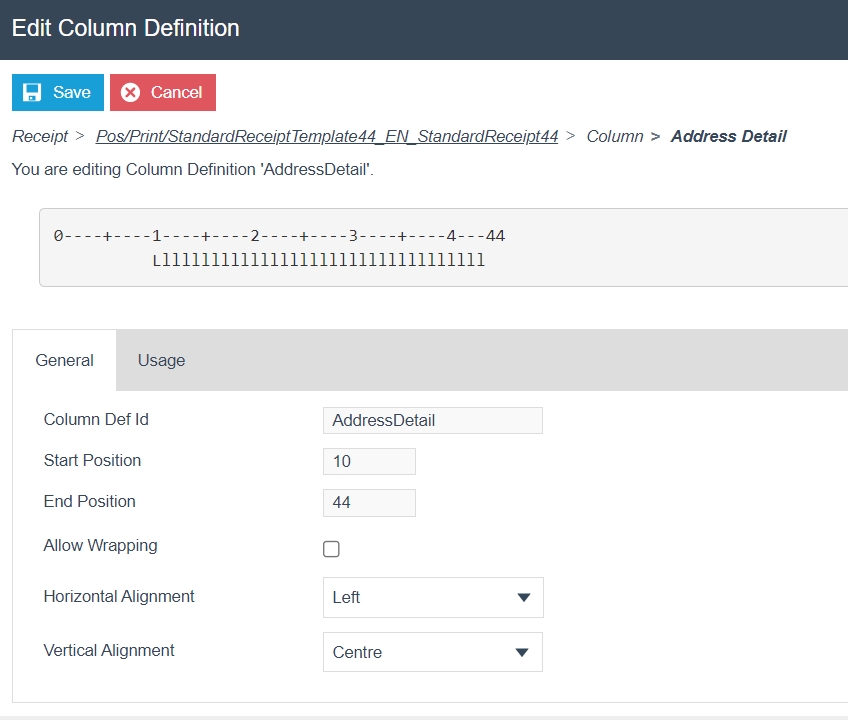 Edit Column Definition
Save Cancel
Receipt > Pos/Print/StandardReceiptTemplate44_EN_StandardReceipt44 > Column > Address Detail
You are editing Column Definition 'AddressDetail'.
0----+----1----+----2----+----3----+----4---44
Llllllllllllllllllllllllllllllllll
General Usage
Column Def Id AddressDetail
Start Position 10
End Position 44
Allow Wrapping
Horizontal Alignment Left
Vertical Alignment Centre